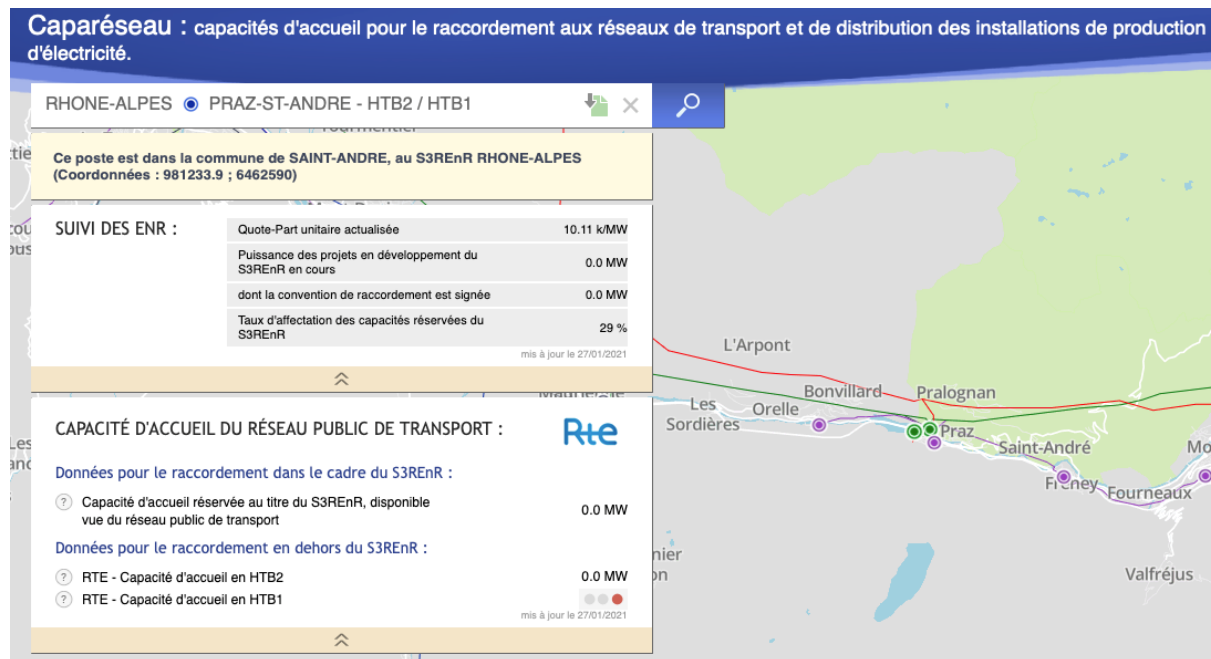 Caparéseau : capacités d'accueil pour le raccordement aux réseaux de transport et de distribution des installations de production
d'électricité.
RHONE-ALPES PRAZ-ST-ANDRE - HTB2 / HTB1
Ce poste est dans la commune de SAINT-ANDRE, au S3REnR RHONE-ALPES
(Coordonnées : 981233.9 ; 6462590)
SUIVI DES ENR :
Quote-Part unitaire actualisée 10.11 k/MW
Puissance des projets en développement du
S3REnR en cours 0.0 MW
dont la convention de raccordement est signée 0.0 MW
Taux d'affectation des capacités réservées du
S3REnR 29 %
mis à jour le 27/01/2021
CAPACITÉ D'ACCUEIL DU RÉSEAU PUBLIC DE TRANSPORT : Rte
Données pour le raccordement dans le cadre du S3REnR :
? Capacité d'accueil réservée au titre du S3REnR, disponible
vue du réseau public de transport 0.0 MW
Données pour le raccordement en dehors du S3REnR :
? RTE - Capacité d'accueil en HTB2 0.0 MW
? RTE - Capacité d'accueil en HTB1
mis à jour le 27/01/2021
L'Arpont
Bonvillard
Pralognan
Les
Sordières
Orelle
Praz
Saint-André
Mo
Freney
Fourneaux
Valfréjus